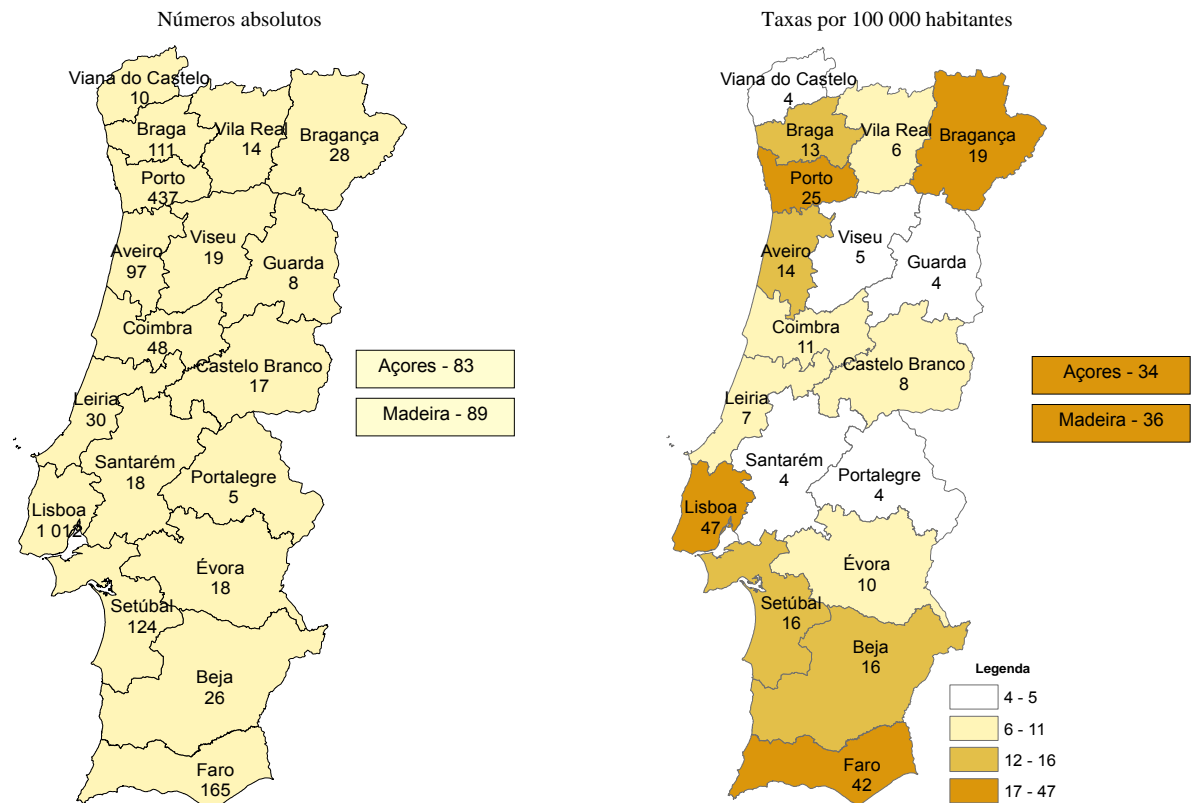 Números absolutos
Viana do Castelo
10
Braga
111
Vila Real
14
Bragança
28
Porto
437
Aveiro
97
Viseu
19
Guarda
8
Coimbra
48
Castelo Branco
17
Leiria
30
Santarém
18
Portalegre
5
Lisboa
1 012
Évora
18
Setúbal
124
Beja
26
Faro
165
Açores - 83
Madeira - 89
Taxas por 100 000 habitantes
Viana do Castelo
4
Braga
13
Vila Real
6
Bragança
19
Porto
25
Aveiro
14
Viseu
5
Guarda
4
Coimbra
11
Castelo Branco
8
Leiria
7
Santarém
4
Portalegre
4
Lisboa
47
Évora
10
Setúbal
16
Beja
16
Faro
42
Açores - 34
Madeira - 36
Legenda
4 - 5
6 - 11
12 - 16
17 - 47